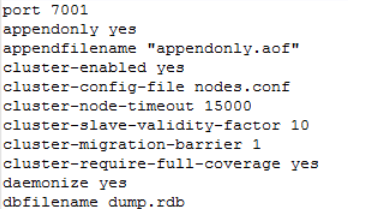 port 7001
appendonly yes
appendfilename "appendonly.aof"
cluster-enabled yes
cluster-config-file nodes.conf
cluster-node-timeout 15000
cluster-slave-validity-factor 10
cluster-migration-barrier 1
cluster-require-full-coverage yes
daemonize yes
dbfilename dump.rdb